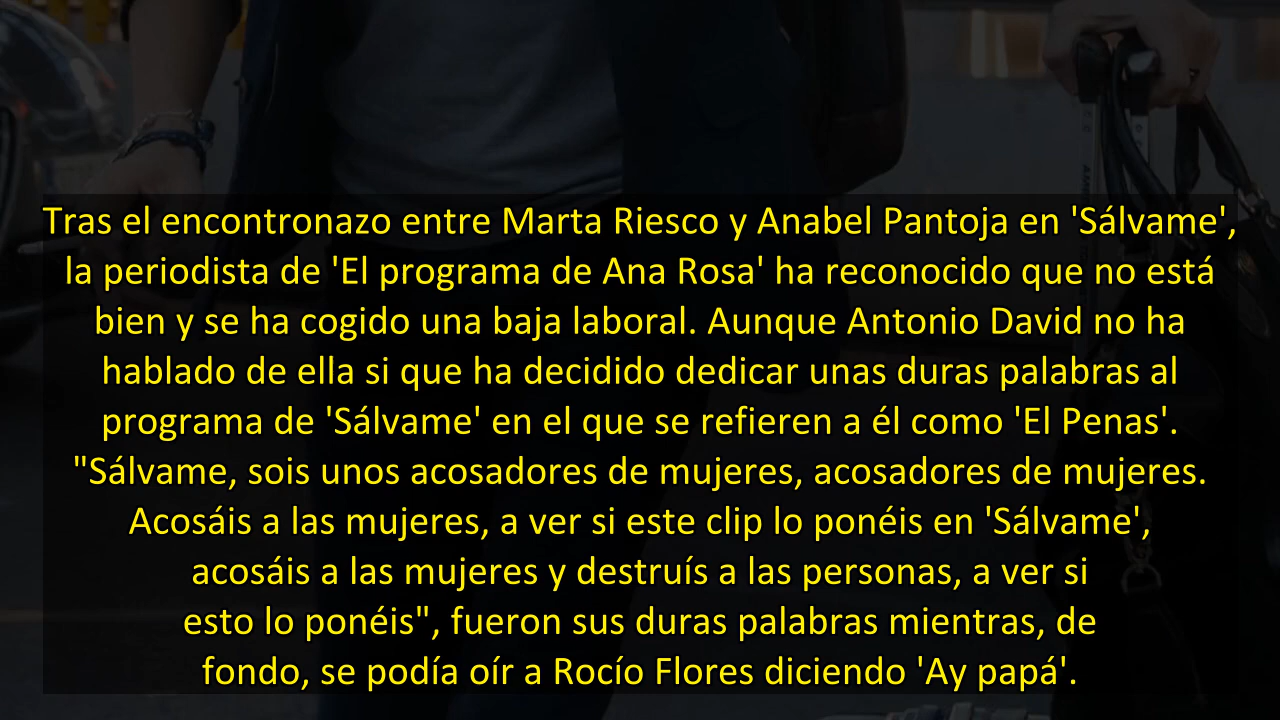 Tras el encontronazo entre Marta Riesco y Anabel Pantoja en 'Sálvame',
la periodista de 'El programa de Ana Rosa' ha reconocido que no está
bien y se ha cogido una baja laboral. Aunque Antonio David no ha
hablado de ella si que ha decidido dedicar unas duras palabras al
programa de 'Sálvame' en el que se refieren a él como 'El Penas'.
"Sálvame, sois unos acosadores de mujeres, acosadores de mujeres.
Acosáis a las mujeres, a ver si este clip lo ponéis en 'Sálvame',
acosáis a las mujeres y destruís a las personas, a ver si
esto lo ponéis", fueron sus duras palabras mientras, de
fondo, se podía oír a Rocío Flores diciendo 'Ay papá'.